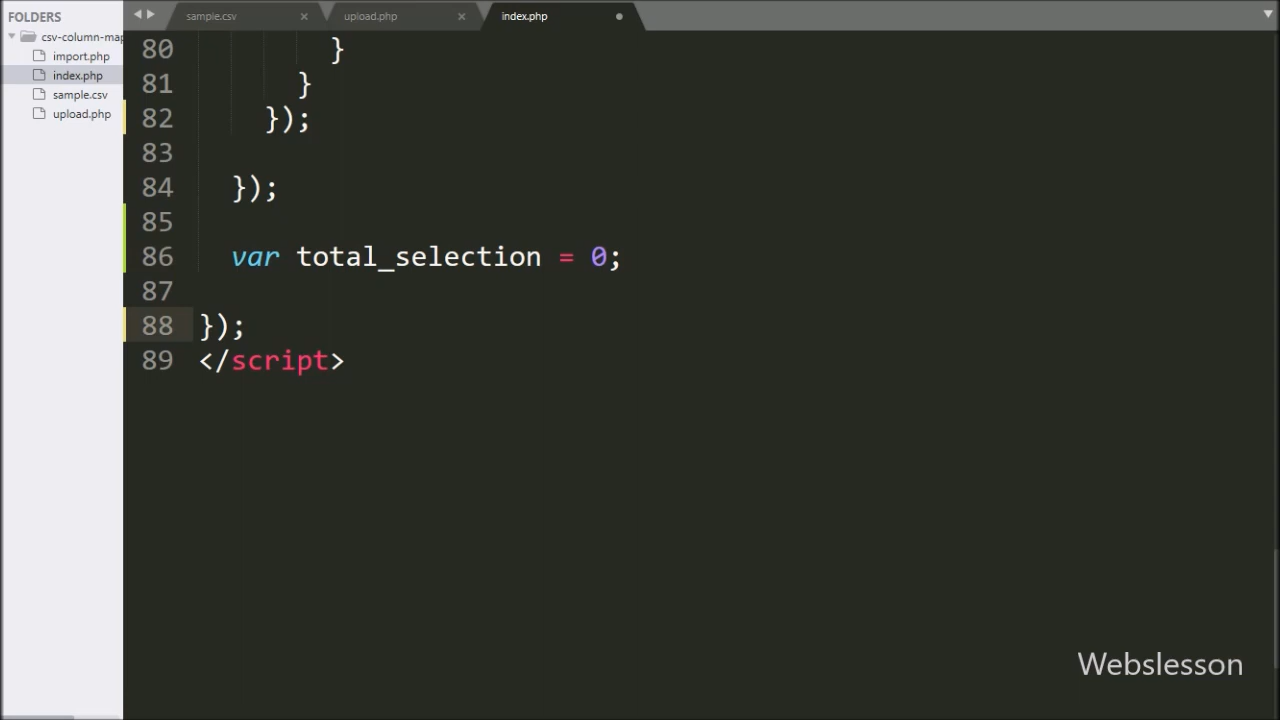 FOLDERS
csv-column-map
import.php
index.php
sample.csv
upload.php
sample.csv × upload.php × index.php
80 }
81 }
82 });
83
84 });
85
86 var total_selection = 0;
87
88 });
89 </script>
Webslesson